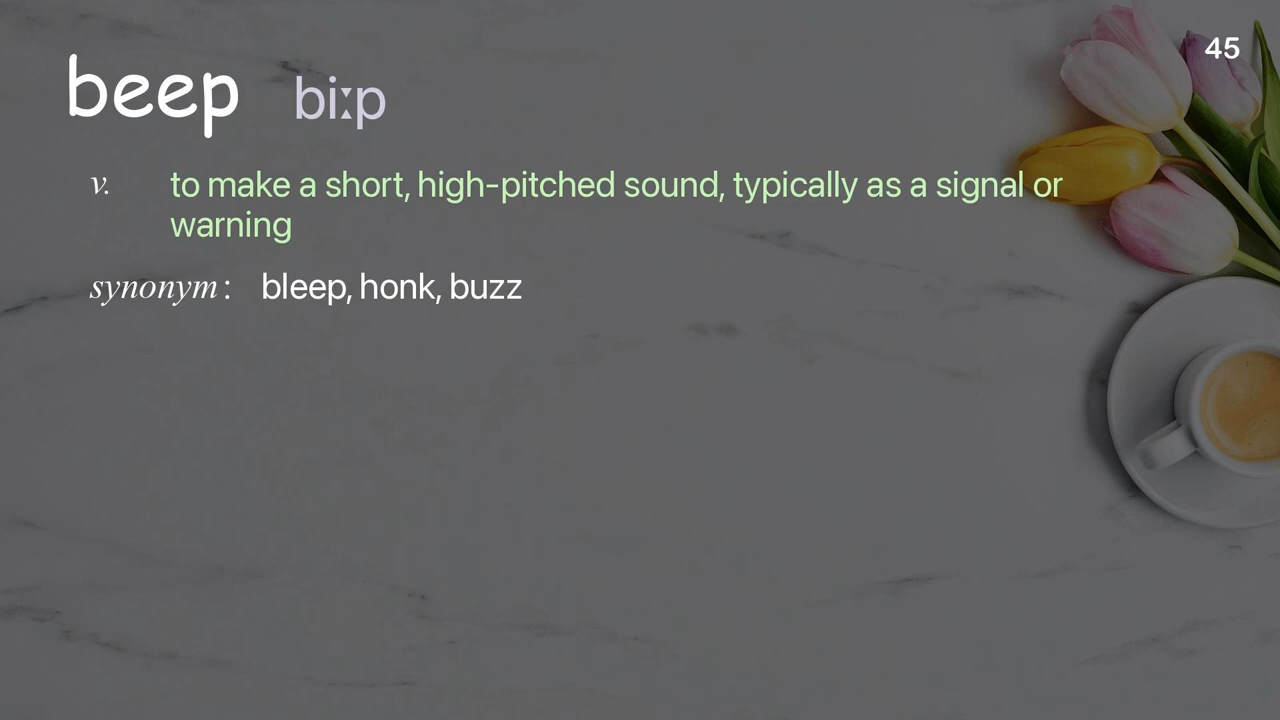 45
beep biːp
v. to make a short, high-pitched sound, typically as a signal or
warning
synonym: bleep, honk, buzz